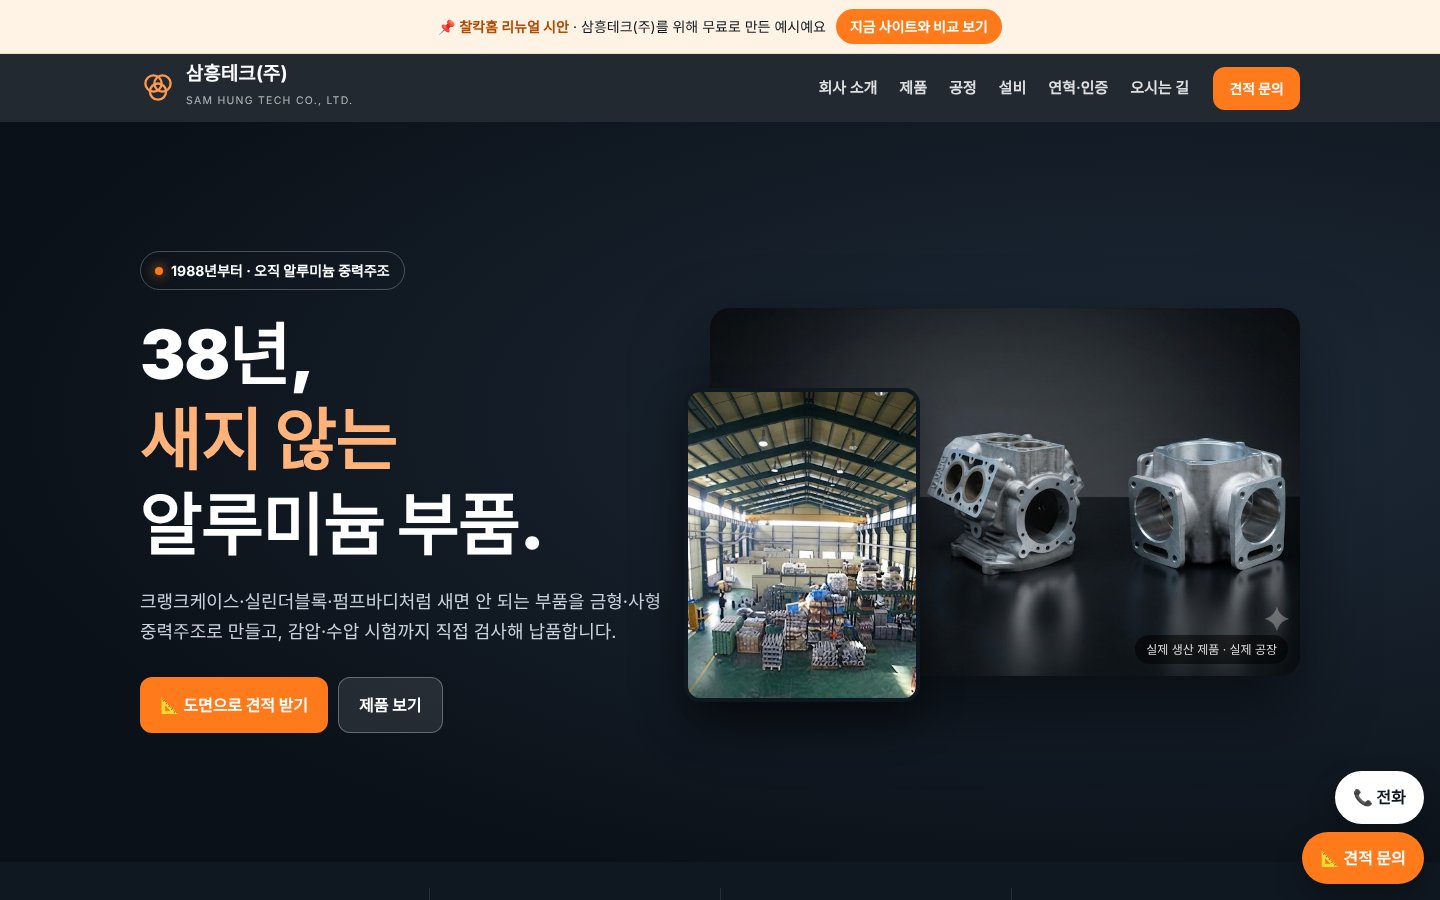 📌 찰칵홈 리뉴얼 시안 · 삼흥테크(주)를 위해 무료로 만든 예시예요
지금 사이트와 비교 보기
삼흥테크(주)
SAM HUNG TECH CO., LTD.
회사 소개
제품
공정
설비
연혁·인증
오시는 길
견적 문의
1988년부터 · 오직 알루미늄 중력주조
38년,
새지 않는
알루미늄 부품.
크랭크케이스·실린더블록·펌프바디처럼 새면 안 되는 부품을 금형·사형
중력주조로 만들고, 감압·수압 시험까지 직접 검사해 납품합니다.
📐 도면으로 견적 받기
제품 보기
실제 생산 제품 · 실제 공장
📞 전화
📐 견적 문의